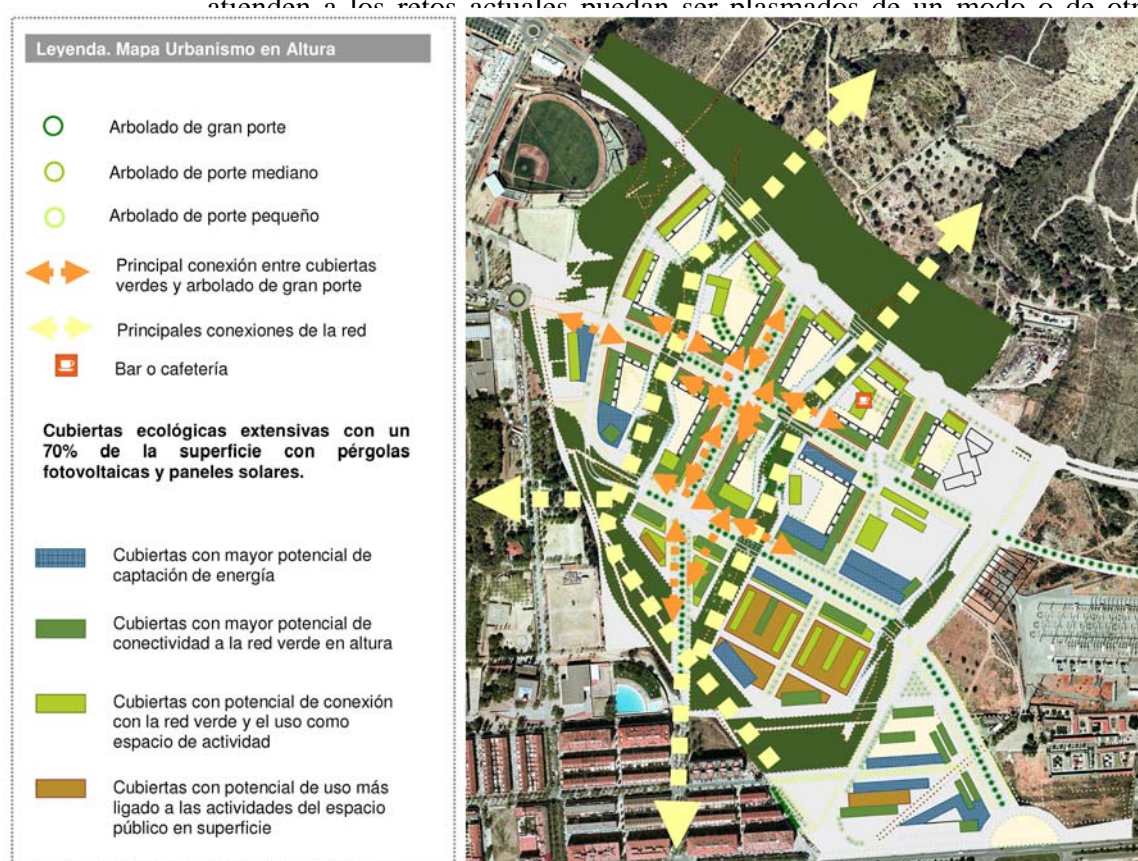 atienden a los retos actuales puedan ser plasmados de un modo o de otr
Leyenda. Mapa Urbanismo en Altura
Arbolado de gran porte
Arbolado de porte mediano
Arbolado de porte pequeño
Principal conexión entre cubiertas
verdes y arbolado de gran porte
Principales conexiones de la red
Bar o cafetería
Cubiertas ecológicas extensivas con un
70% de la superficie con pérgolas
fotovoltaicas y paneles solares.
Cubiertas con mayor potencial de
captación de energía
Cubiertas con mayor potencial de
conectividad a la red verde en altura
Cubiertas con potencial de conexión
con la red verde y el uso como
espacio de actividad
Cubiertas con potencial de uso más
ligado a las actividades del espacio
público en superficie